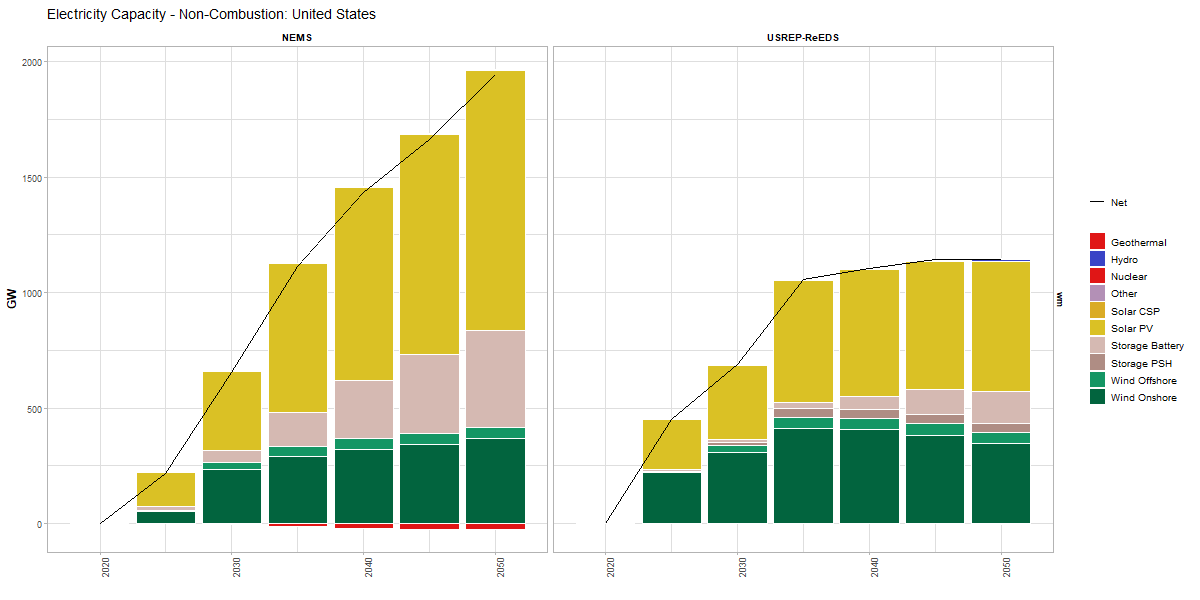 Electricity Capacity - Non-Combustion: United States
NEMS
USREP-ReEDS
2000
1500
1000
500
0
GW
wm
2020
2030
2040
2050
2020
2030
2040
2050
Net
Geothermal
Hydro
Nuclear
Other
Solar CSP
Solar PV
Storage Battery
Storage PSH
Wind Offshore
Wind Onshore